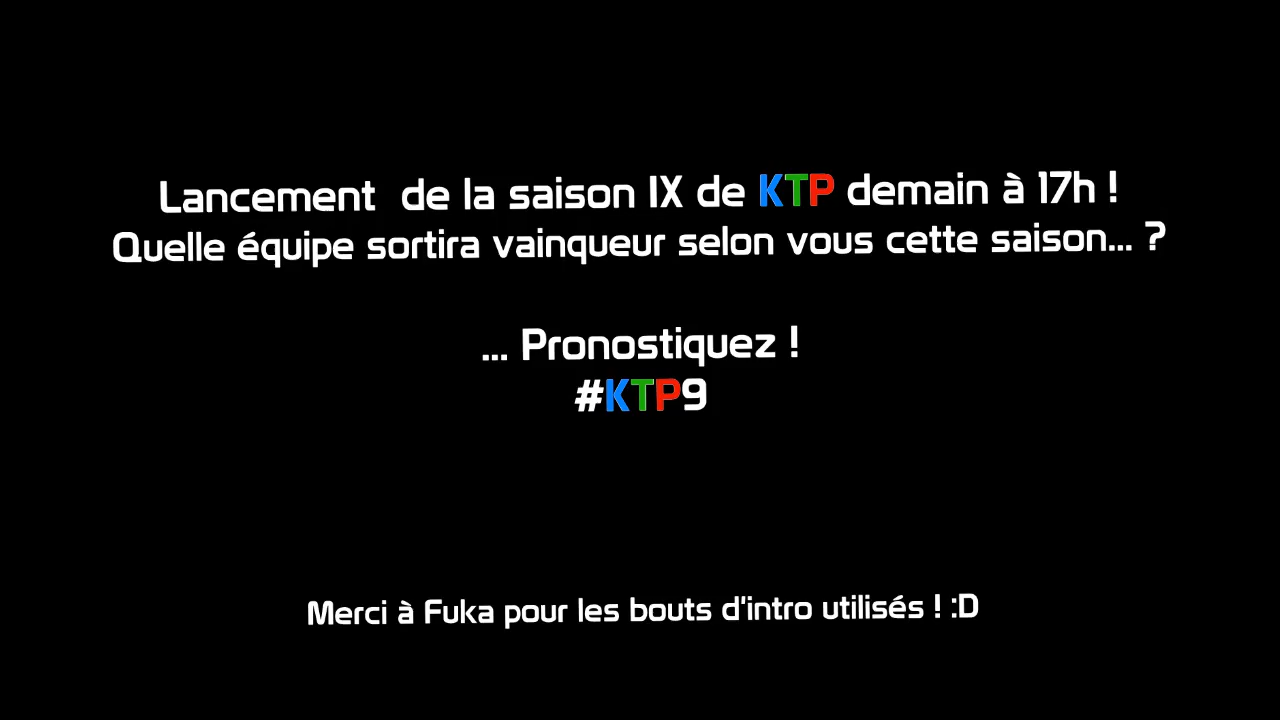 Lancement de la saison IX de KTP demain à 17h !
Quelle équipe sortira vainqueur selon vous cette saison... ?
... Pronostiquez !
#KTP9
Merci à Fuka pour les bouts d'intro utilisés ! :D